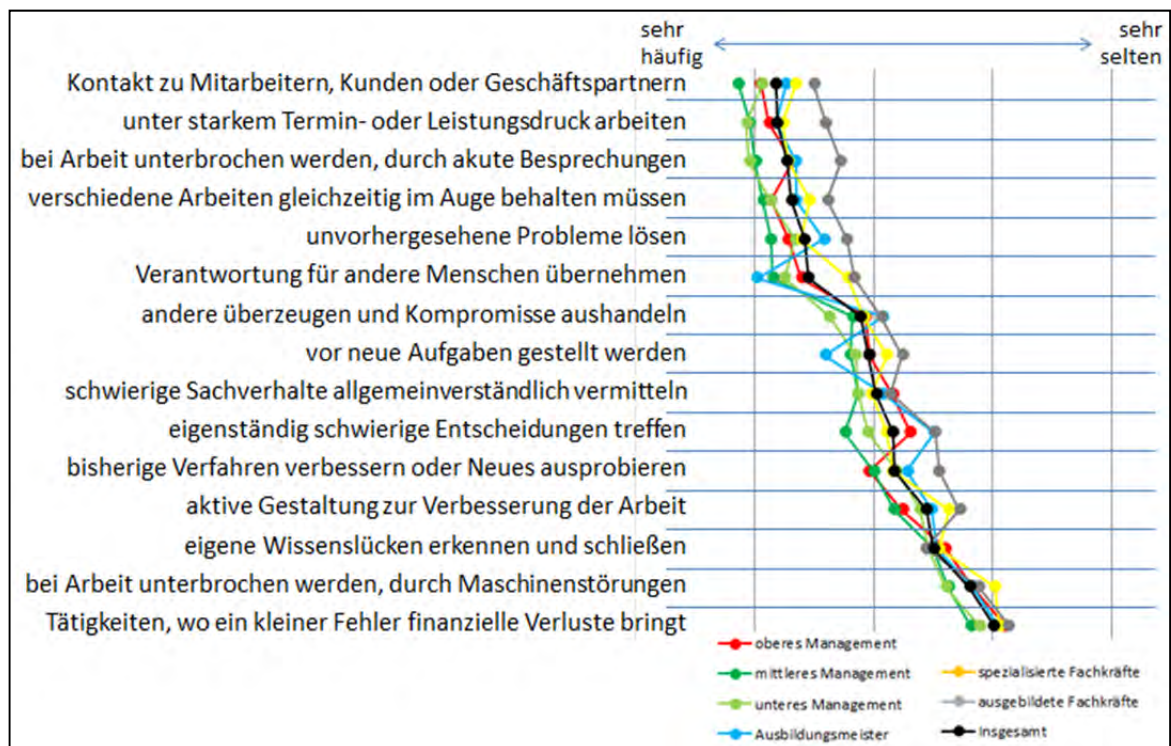 sehr
häufig
sehr
selten
Kontakt zu Mitarbeitern, Kunden oder Geschäftspartnern
unter starkem Termin- oder Leistungsdruck arbeiten
bei Arbeit unterbrochen werden, durch akute Besprechungen
verschiedene Arbeiten gleichzeitig im Auge behalten müssen
unvorhergesehene Probleme lösen
Verantwortung für andere Menschen übernehmen
andere überzeugen und Kompromisse aushandeln
vor neue Aufgaben gestellt werden
schwierige Sachverhalte allgemeinverständlich vermitteln
eigenständig schwierige Entscheidungen treffen
bisherige Verfahren verbessern oder Neues ausprobieren
aktive Gestaltung zur Verbesserung der Arbeit
eigene Wissenslücken erkennen und schließen
bei Arbeit unterbrochen werden, durch Maschinenstörungen
Tätigkeiten, wo ein kleiner Fehler finanzielle Verluste bringt
oberes Management
mittleres Management
unteres Management
Ausbildungsmeister
spezialisierte Fachkräfte
ausgebildete Fachkräfte
Insgesamt